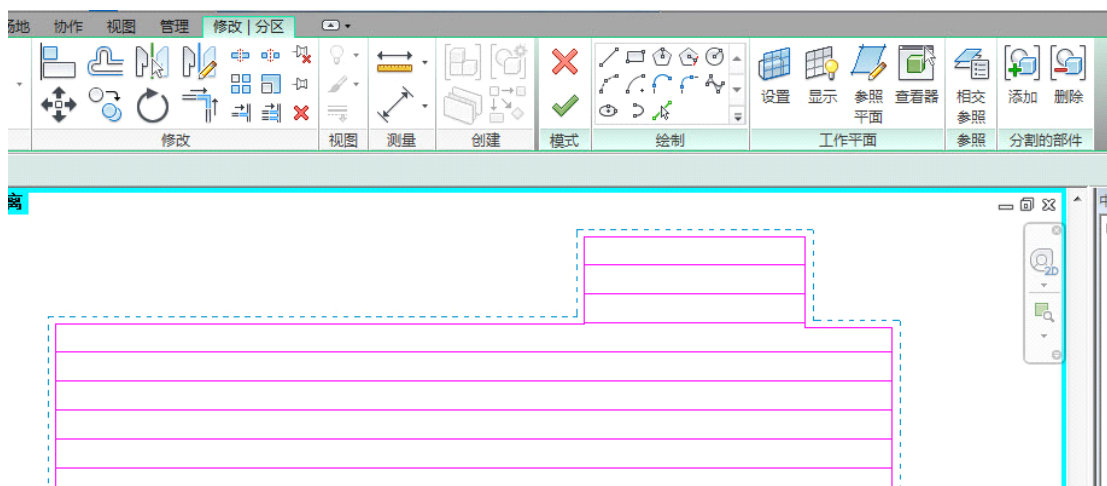 场地 协作 视图 管理 修改 | 分区
设置 显示 参照 查看器 相交 添加 删除
平面 参照
修改 视图 测量 创建 模式 绘制 工作平面 参照 分割的部件
离
2D